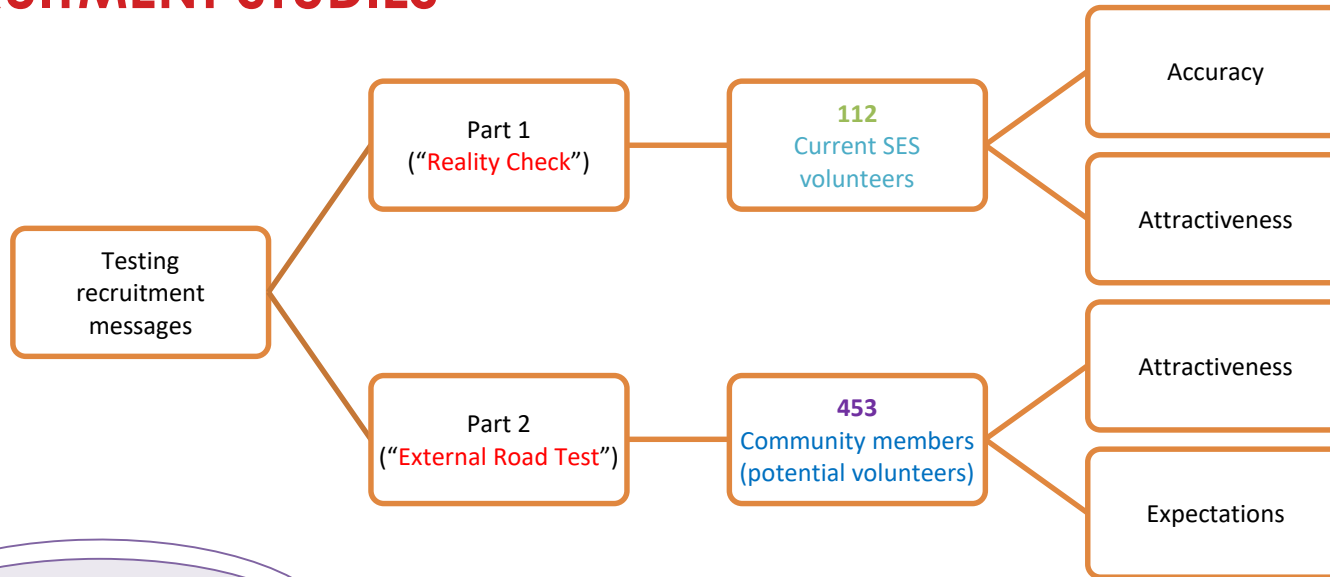 Accuracy
Part 1
("Reality Check")
112
Current SES
volunteers
Attractiveness
Testing
recruitment
messages
Attractiveness
Part 2
("External Road Test")
453
Community members
(potential volunteers)
Expectations